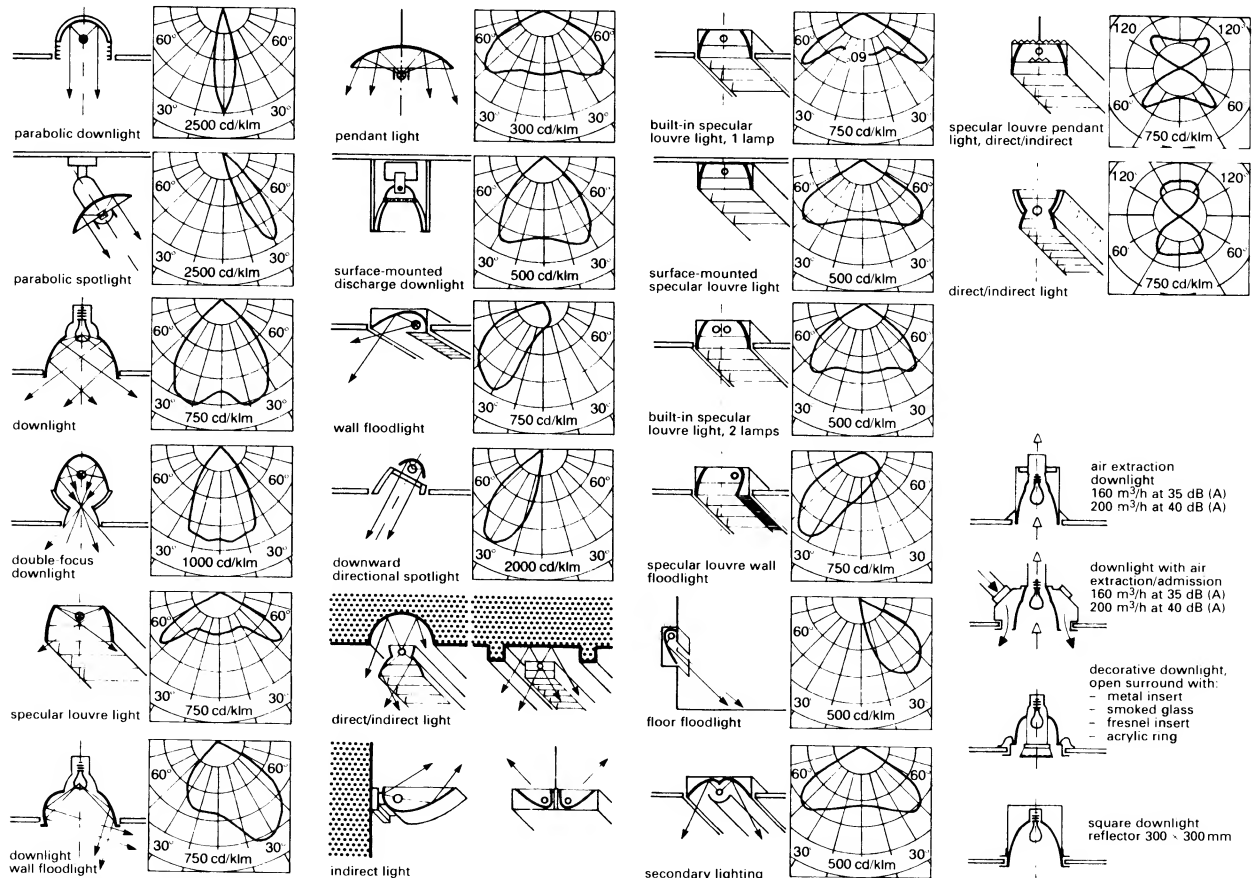 60°
60°
30°
30°
2500 cd/klm
parabolic downlight
60°
60°
30°
30°
2500 cd/klm
parabolic spotlight
60°
60°
30°
30°
750 cd/klm
downlight
60°
60°
30°
30°
1000 cd/klm
double-focus
downlight
60°
60°
30°
30°
750 cd/klm
specular louvre light
60°
60°
30°
30°
750 cd/klm
downlight
wall floodlight
60°
60°
30°
30°
300 cd/klm
pendant light
60°
60°
30°
30°
500 cd/klm
surface-mounted
discharge downlight
60°
60°
30°
30°
750 cd/klm
wall floodlight
60°
60°
30°
30°
2000 cd/klm
downward
directional spotlight
direct/indirect light
indirect light
60°
60°
09
30°
30°
750 cd/klm
built-in specular
louvre light, 1 lamp
60°
60°
30°
30°
500 cd/klm
surface-mounted
specular louvre light
60°
60°
30°
30°
500 cd/klm
built-in specular
louvre light, 2 lamps
60°
60°
30°
30°
750 cd/klm
specular louvre wall
floodlight
60°
60°
30°
30°
500 cd/klm
floor floodlight
60°
60°
30°
30°
500 cd/klm
secondary lighting
120
120
60
60
750 cd/klm
specular louvre pendant
light, direct/indirect
120
120
60
60
750 cd/klm
direct/indirect light
air extraction
downlight
160 m³/h at 35 dB (A)
200 m³/h at 40 dB (A)
downlight with air
extraction/admission
160 m³/h at 35 dB (A)
200 m³/h at 40 dB (A)
decorative downlight,
open surround with:
- metal insert
- smoked glass
- fresnel insert
- acrylic ring
square downlight
reflector 300 × 300 mm